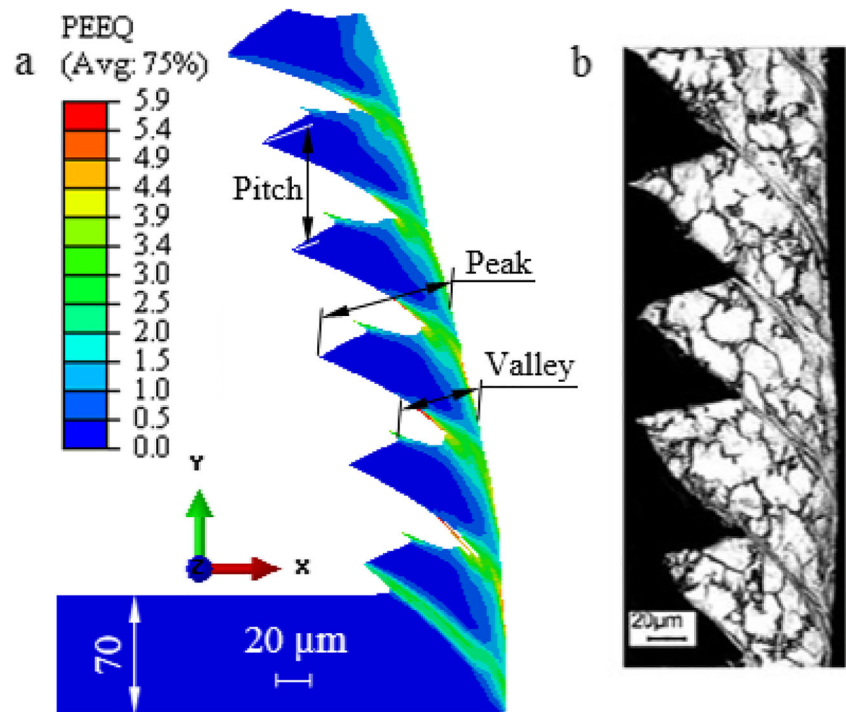 a
PEEQ
(Avg: 75%)
5.9
5.4
4.9
4.4
3.9
3.4
3.0
2.5
2.0
1.5
1.0
0.5
0.0
Pitch
Peak
Valley
Y
Z
X
70
20 μm
b
20μm